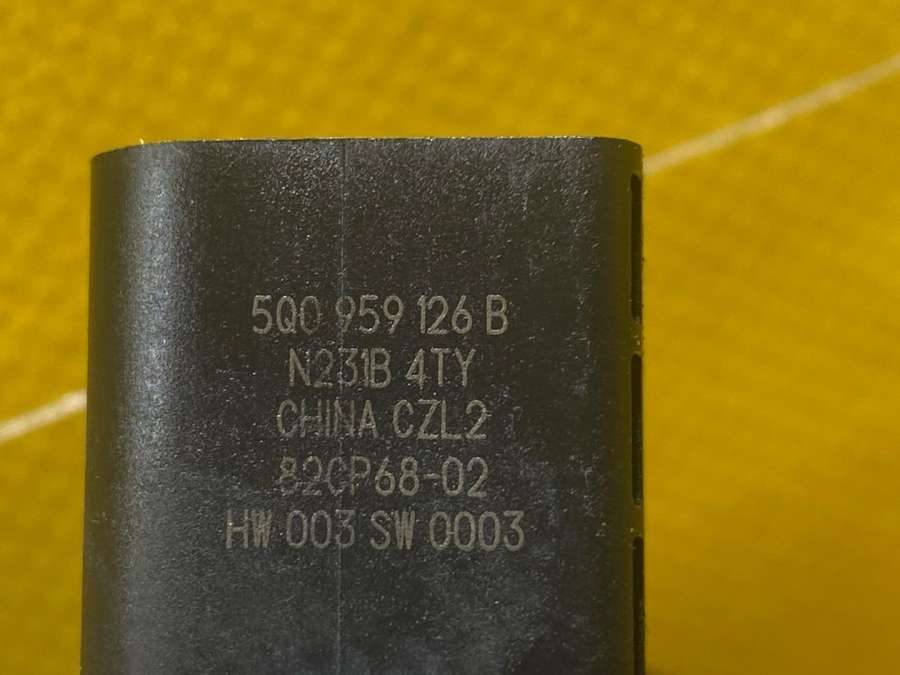 5Q0 959 126 B
N231B 4TY
CHINA CZL2
82CP68-02
HW 003 SW 0003